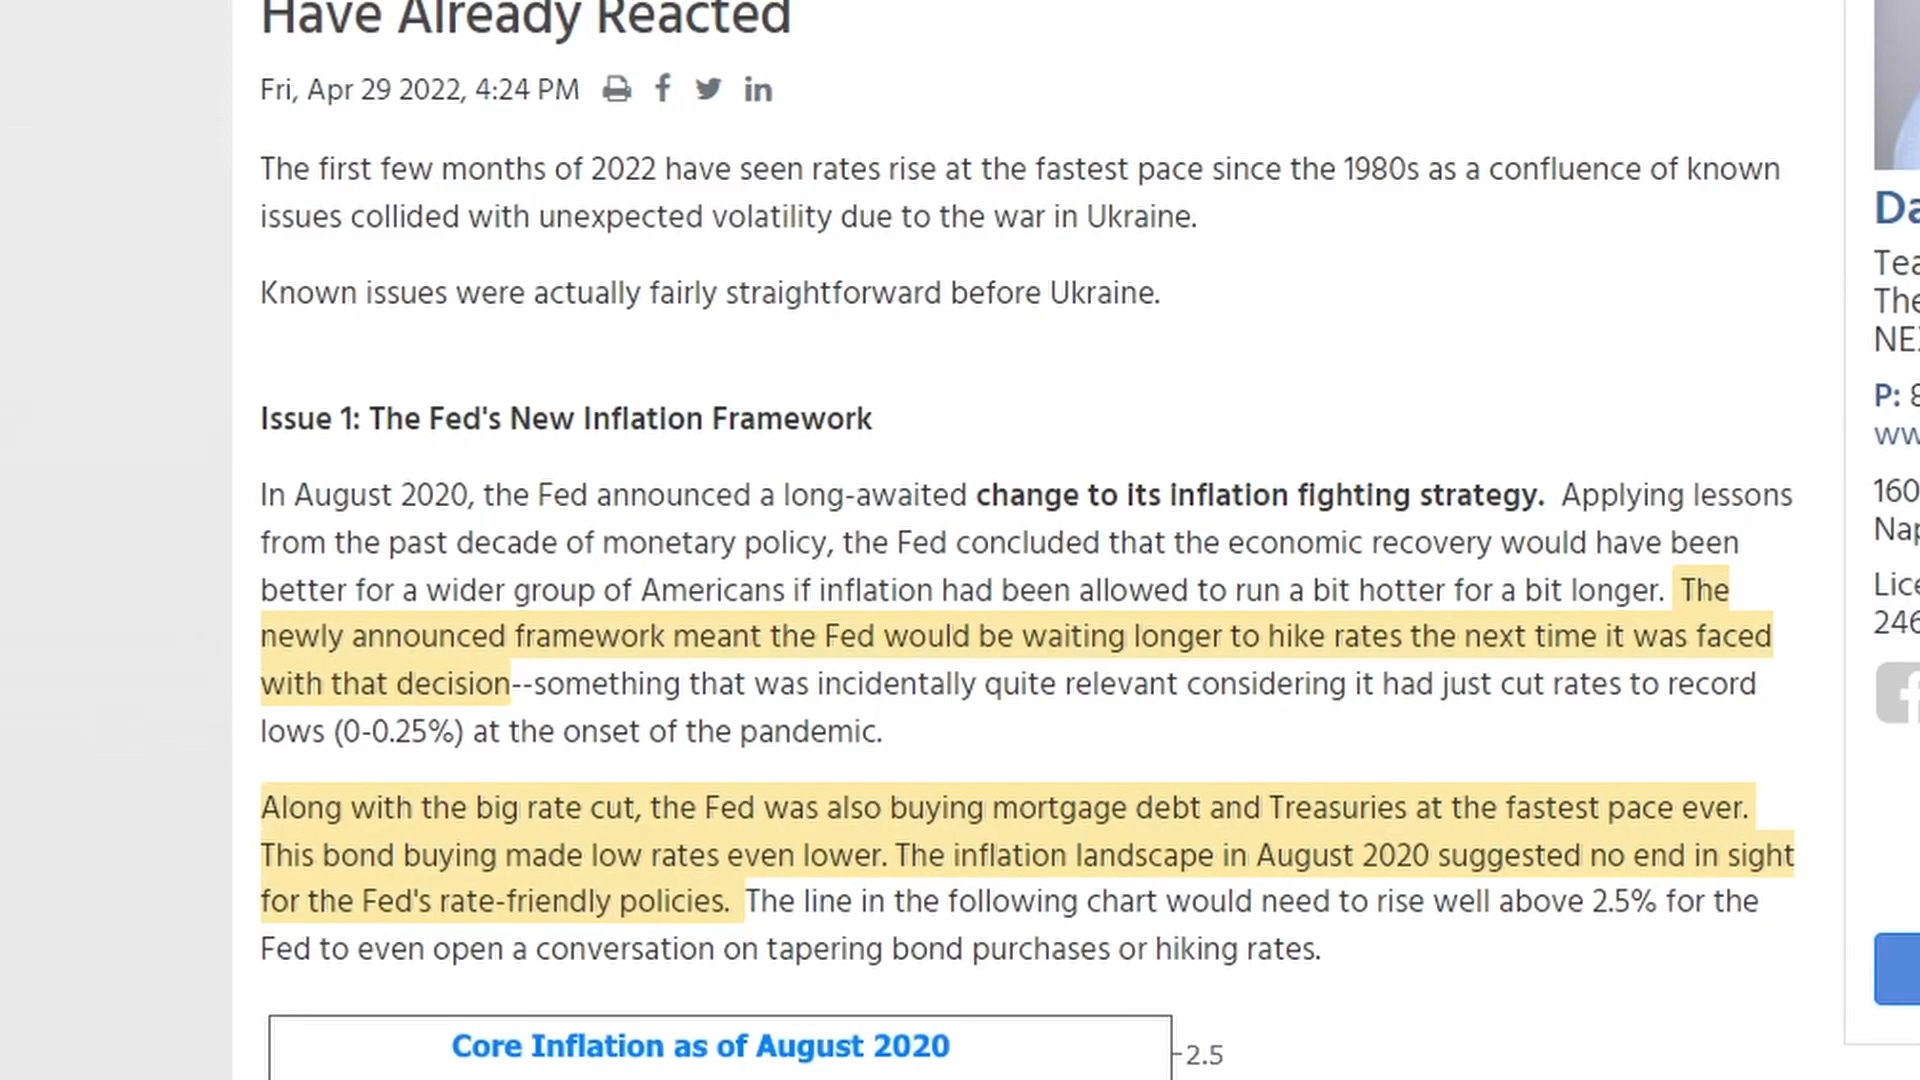 Have Already Reacted
Fri, Apr 29 2022, 4:24 PM
The first few months of 2022 have seen rates rise at the fastest pace since the 1980s as a confluence of known
issues collided with unexpected volatility due to the war in Ukraine.
Known issues were actually fairly straightforward before Ukraine.
Issue 1: The Fed's New Inflation Framework
In August 2020, the Fed announced a long-awaited change to its inflation fighting strategy. Applying lessons
from the past decade of monetary policy, the Fed concluded that the economic recovery would have been
better for a wider group of Americans if inflation had been allowed to run a bit hotter for a bit longer. The
newly announced framework meant the Fed would be waiting longer to hike rates the next time it was faced
with that decision--something that was incidentally quite relevant considering it had just cut rates to record
lows (0-0.25%) at the onset of the pandemic.
Along with the big rate cut, the Fed was also buying mortgage debt and Treasuries at the fastest pace ever.
This bond buying made low rates even lower. The inflation landscape in August 2020 suggested no end in sight
for the Fed's rate-friendly policies. The line in the following chart would need to rise well above 2.5% for the
Fed to even open a conversation on tapering bond purchases or hiking rates.
Core Inflation as of August 2020
2.5
Da
Tea
The
NE
P: 8
ww
160
Nap
Lice
246